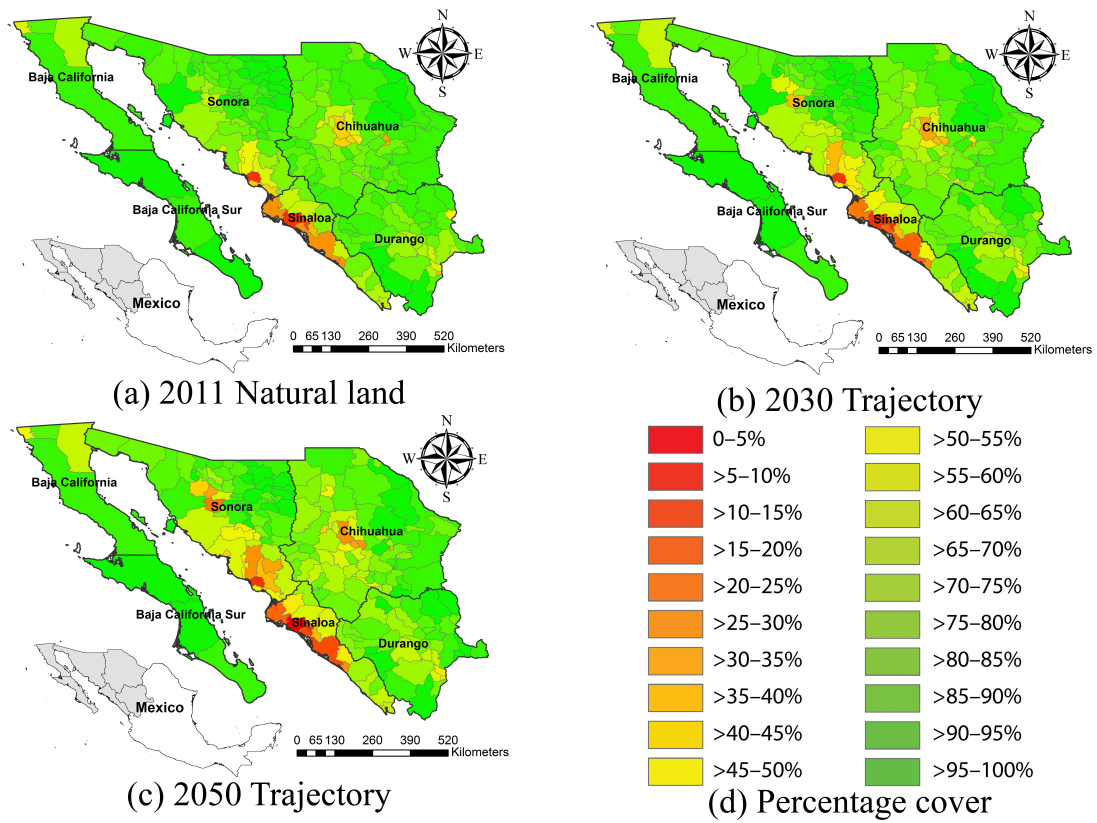 N
W E
S
Baja California
Sonora
Chihuahua
Baja California Sur
Sinaloa
Durango
Mexico
0 65 130 260 390 520
Kilometers
(a) 2011 Natural land
N
W E
S
Baja California
Sonora
Chihuahua
Baja California Sur
Sinaloa
Durango
Mexico
0 65 130 260 390 520
Kilometers
(b) 2030 Trajectory
N
W E
S
Baja California
Sonora
Chihuahua
Baja California Sur
Sinaloa
Durango
Mexico
0 65 130 260 390 520
Kilometers
(c) 2050 Trajectory
0–5%
>5–10%
>10–15%
>15–20%
>20–25%
>25–30%
>30–35%
>35–40%
>40–45%
>45–50%
>50–55%
>55–60%
>60–65%
>65–70%
>70–75%
>75–80%
>80–85%
>85–90%
>90–95%
>95–100%
(d) Percentage cover